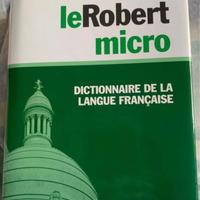 leRobert
micro
DICTIONNAIRE DE LA
LANGUE FRANÇAISE